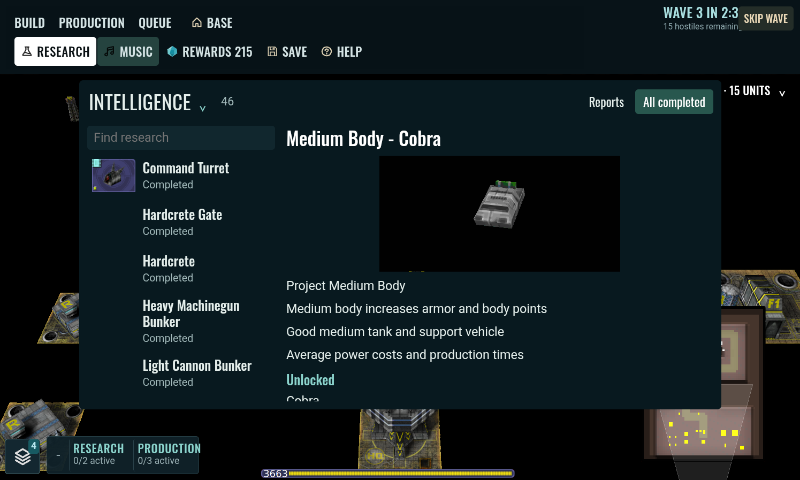 BUILD PRODUCTION QUEUE BASE
WAVE 3 IN 2:3
15 hostiles remainin
SKIP WAVE
RESEARCH MUSIC REWARDS 215 SAVE HELP
INTELLIGENCE 46
Reports All completed
· 15 UNITS
Find research
Medium Body - Cobra
Command Turret
Completed
Hardcrete Gate
Completed
Hardcrete
Completed
Heavy Machinegun
Bunker
Completed
Light Cannon Bunker
Completed
Project Medium Body
Medium body increases armor and body points
Good medium tank and support vehicle
Average power costs and production times
Unlocked
Cobra
F1
R
R
4
- RESEARCH PRODUCTION
0/2 active 0/3 active
3663